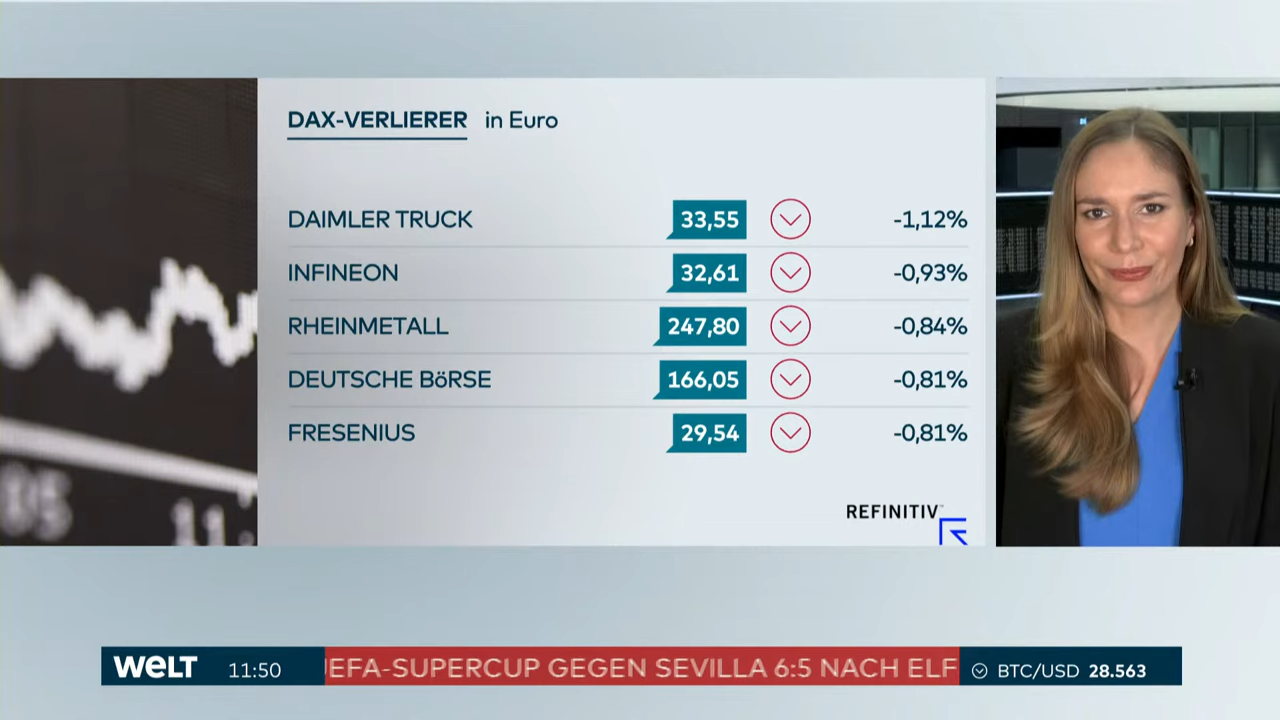 DAX-VERLIERER in Euro
DAIMLER TRUCK 33,55 -1,12%
INFINEON 32,61 -0,93%
RHEINMETALL 247,80 -0,84%
DEUTSCHE BöRSE 166,05 -0,81%
FRESENIUS 29,54 -0,81%
REFINITIV™
WELT 11:50 UEFA-SUPERCUP GEGEN SEVILLA 6:5 NACH ELF BTC/USD 28.563